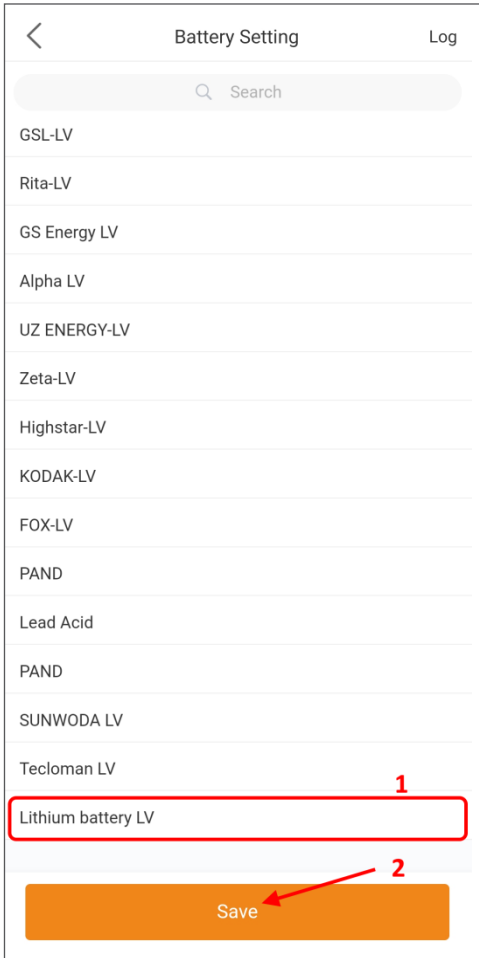 Battery Setting Log
Search
GSL-LV
Rita-LV
GS Energy LV
Alpha LV
UZ ENERGY-LV
Zeta-LV
Highstar-LV
KODAK-LV
FOX-LV
PAND
Lead Acid
PAND
SUNWODA LV
Tecloman LV
1
Lithium battery LV
2
Save